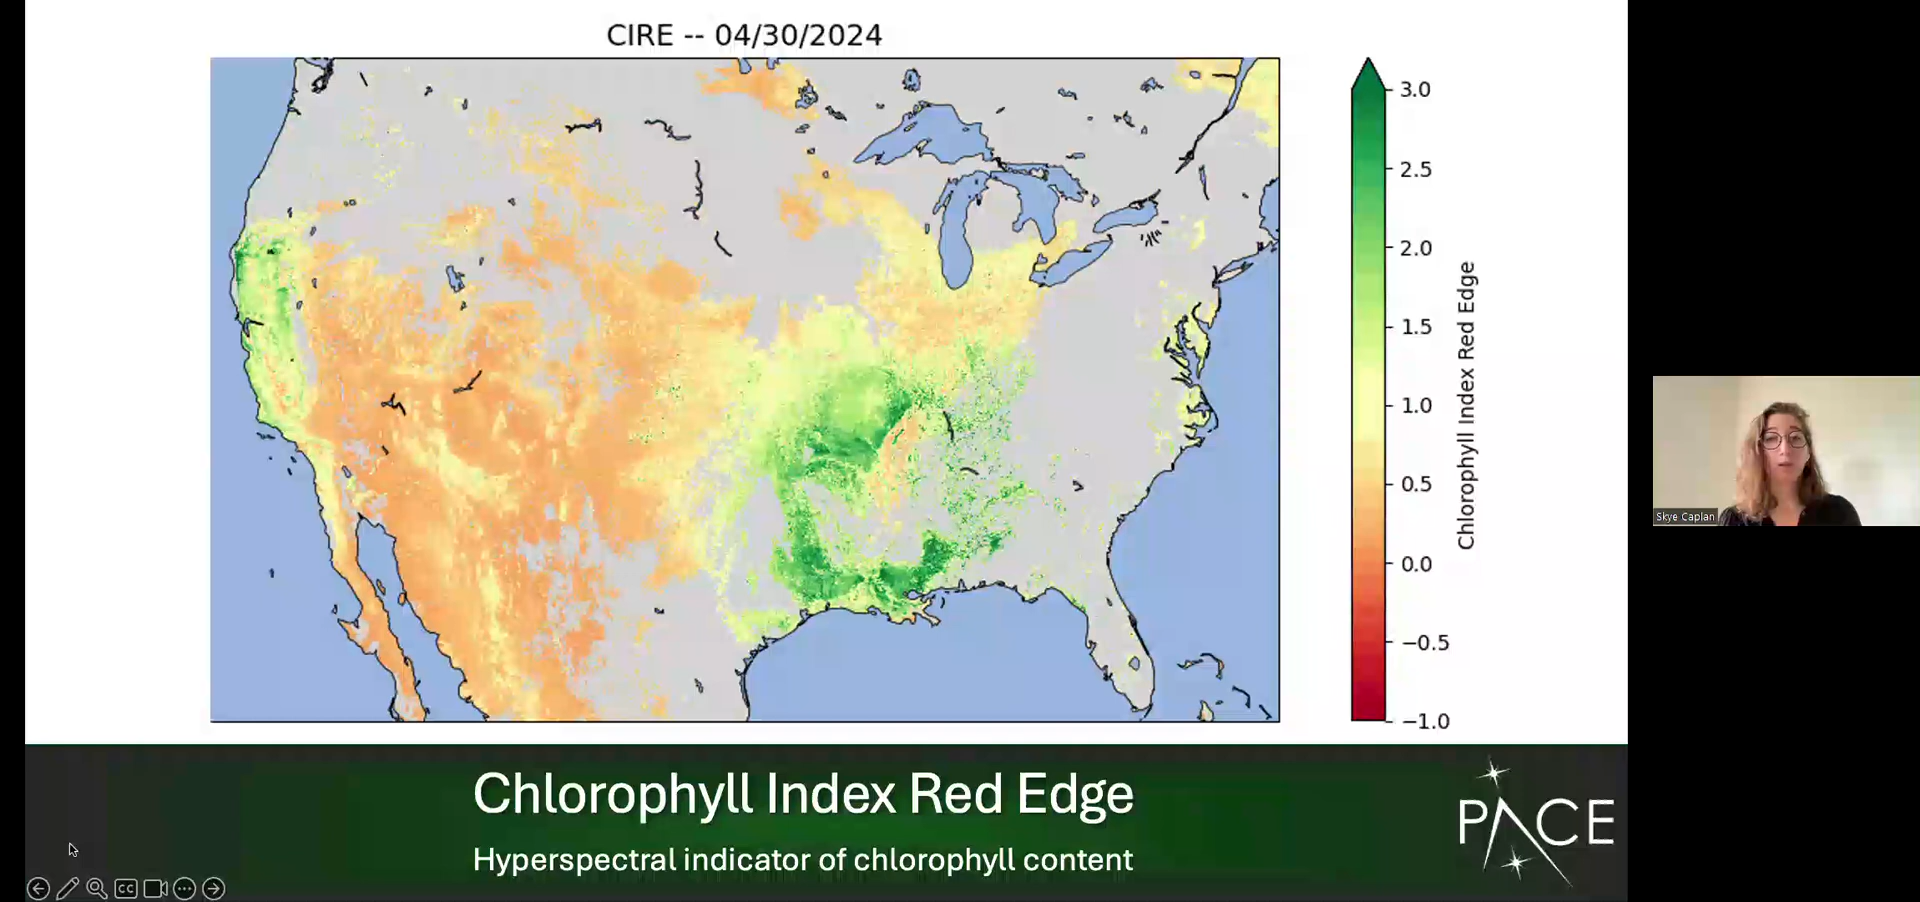 CIRE -- 04/30/2024
3.0
2.5
2.0
1.5
1.0
0.5
0.0
−0.5
−1.0
Chlorophyll Index Red Edge
Skye Caplan
Chlorophyll Index Red Edge
Hyperspectral indicator of chlorophyll content
PACE
CC